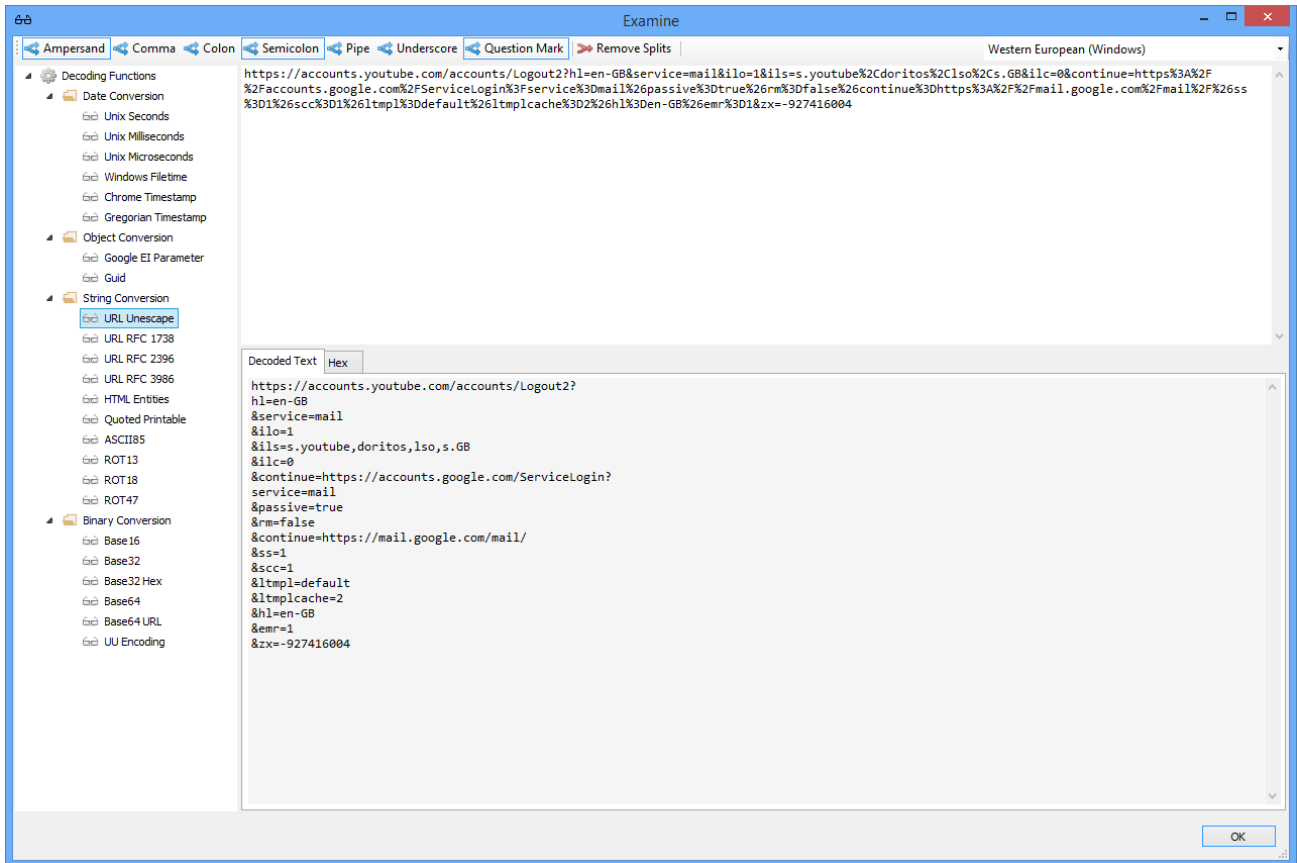 Examine
Ampersand Comma Colon Semicolon Pipe Underscore Question Mark Remove Splits Western European (Windows)
Decoding Functions
Date Conversion
Unix Seconds
Unix Milliseconds
Unix Microseconds
Windows Filetime
Chrome Timestamp
Gregorian Timestamp
Object Conversion
Google EI Parameter
Guid
String Conversion
URL Unescape
URL RFC 1738
URL RFC 2396
URL RFC 3986
HTML Entities
Quoted Printable
ASCII85
ROT13
ROT18
ROT47
Binary Conversion
Base16
Base32
Base32 Hex
Base64
Base64 URL
UU Encoding
https://accounts.youtube.com/accounts/Logout2?hl=en-GB&service=mail&ilo=1&ils=s.youtube%2Cdoritos%2Clso%2Cs.GB&ilc=0&continue=https%3A%2F
%2Faccounts.google.com%2FServiceLogin%3Fservice%3Dmail%26passive%3Dtrue%26rm%3Dfalse%26continue%3Dhttps%3A%2F%2Fmail.google.com%2Fmail%2F%26ss
%3D1%26scc%3D1%26ltmpl%3Ddefault%26ltmplcache%3D2%26hl%3Den-GB%26emr%3D1&zx=-927416004
Decoded Text Hex
https://accounts.youtube.com/accounts/Logout2?
hl=en-GB
&service=mail
&ilo=1
&ils=s.youtube,doritos,lso,s.GB
&ilc=0
&continue=https://accounts.google.com/ServiceLogin?
service=mail
&passive=true
&rm=false
&continue=https://mail.google.com/mail/
&ss=1
&scc=1
&ltmpl=default
&ltmplcache=2
&hl=en-GB
&emr=1
&zx=-927416004
OK